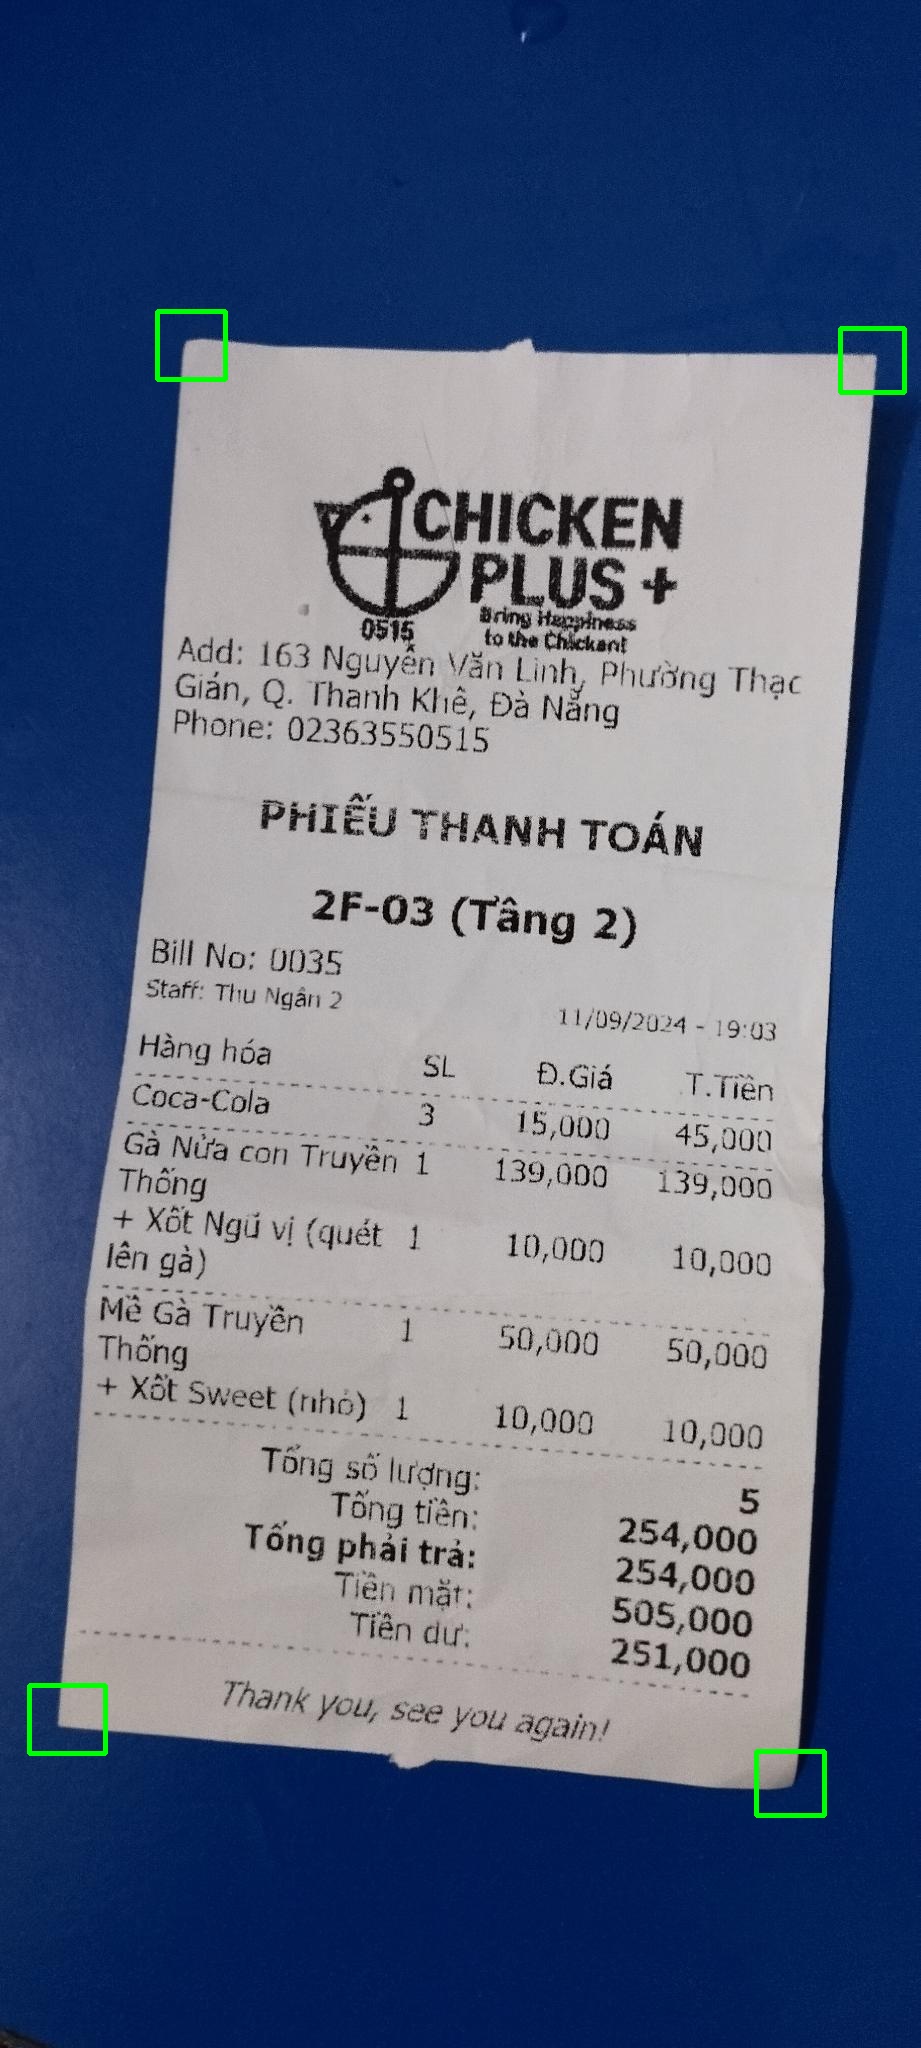 CHICKEN
PLUS +
Bring Happiness
to the Chicken!
0515
Add: 163 Nguyễn Văn Linh, Phường Thạc
Gián, Q. Thanh Khê, Đà Nẵng
Phone: 02363550515
PHIẾU THANH TOÁN
2F-03 (Tầng 2)
Bill No: 0035
Staff: Thu Ngân 2 11/09/2024 - 19:03
Hàng hóa SL Đ.Giá T.Tiền
Coca-Cola 3 15,000 45,000
Gà Nửa con Truyền 1 139,000 139,000
Thống
+ Xốt Ngũ vị (quét 1 10,000 10,000
lên gà)
Mề Gà Truyền 1 50,000 50,000
Thống
+ Xốt Sweet (nhỏ) 1 10,000 10,000
Tổng số lượng: 5
Tổng tiền: 254,000
Tổng phải trả: 254,000
Tiền mặt: 505,000
Tiền dư: 251,000
Thank you, see you again!